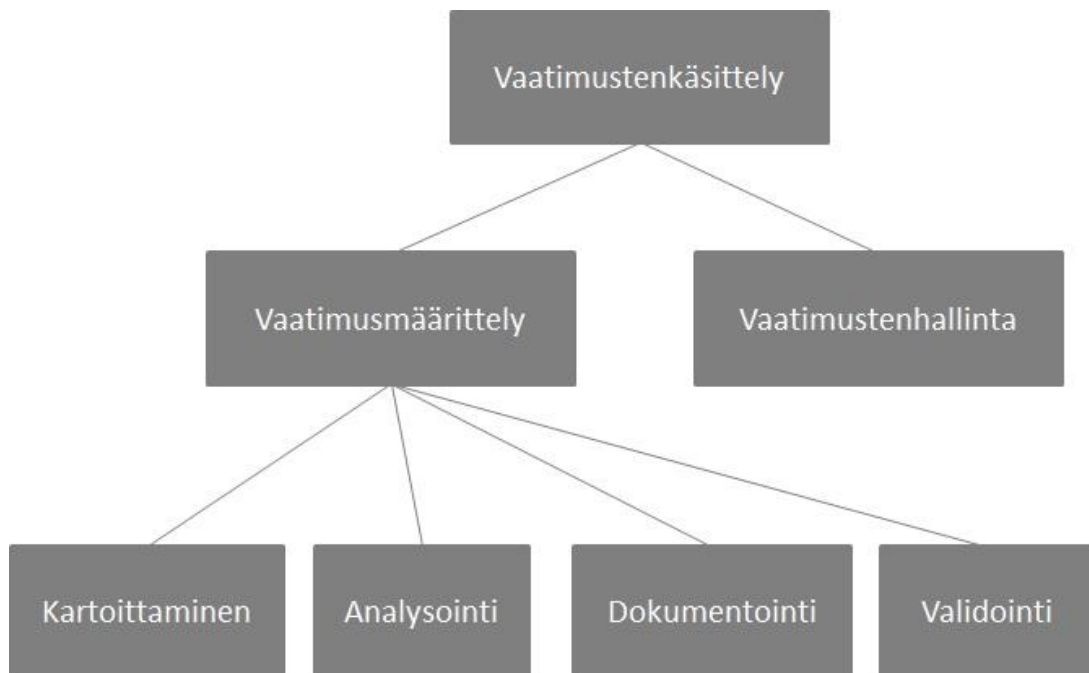 Vaatimustenkäsittely
Vaatimusmäärittely
Vaatimustenhallinta
Kartoittaminen
Analysointi
Dokumentointi
Validointi